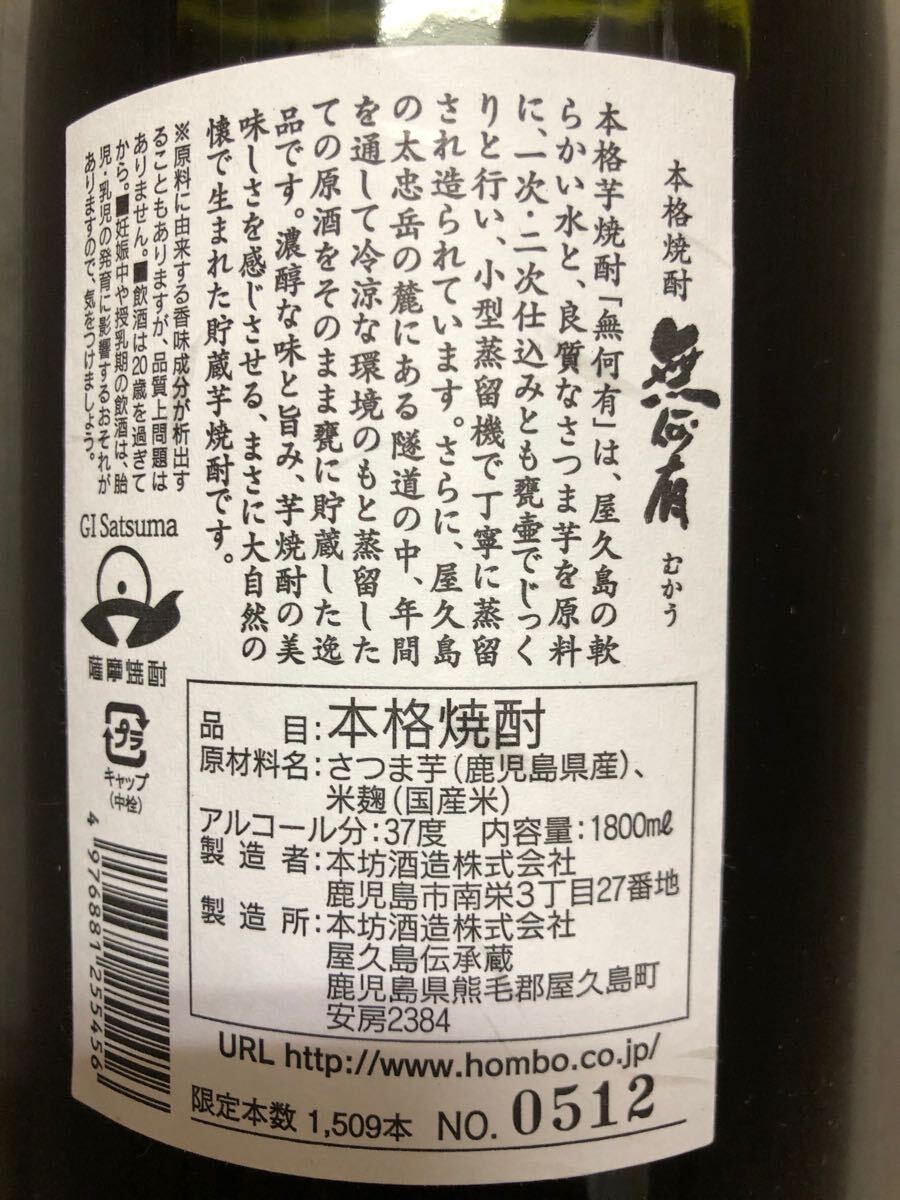 本格焼酎 無何有 むかう
本格芋焼酎「無何有」は、屋久島の軟
らかい水と、良質なさつま芋を原料
に、一次・二次仕込みとも甕壷でじっく
りと行い、小型蒸留機で丁寧に蒸留
され造られています。さらに、屋久島
の太忠岳の麓にある隧道の中、年間
を通して冷涼な環境のもと蒸留した
ての原酒をそのまま甕に貯蔵した逸
品です。濃醇な味と旨み、芋焼酎の美
味しさを感じさせる、まさに大自然の
懐で生まれた貯蔵芋焼酎です。
※原料に由来する香味成分が析出す
ることもありますが、品質上問題は
ありません。■飲酒は20歳を過ぎて
から。■妊娠中や授乳期の飲酒は、胎
児・乳児の発育に影響するおそれが
ありますので、気をつけましょう。
GI Satsuma
薩摩焼酎
プラ
キャップ
(中栓)
4 976881 255456
品目:本格焼酎
原材料名:さつま芋(鹿児島県産)、
米麹(国産米)
アルコール分:37度 内容量:1800mℓ
製造者:本坊酒造株式会社
鹿児島市南栄3丁目27番地
製造所:本坊酒造株式会社
屋久島伝承蔵
鹿児島県熊毛郡屋久島町
安房2384
URL http://www.hombo.co.jp/
限定本数 1,509本 NO. 0512